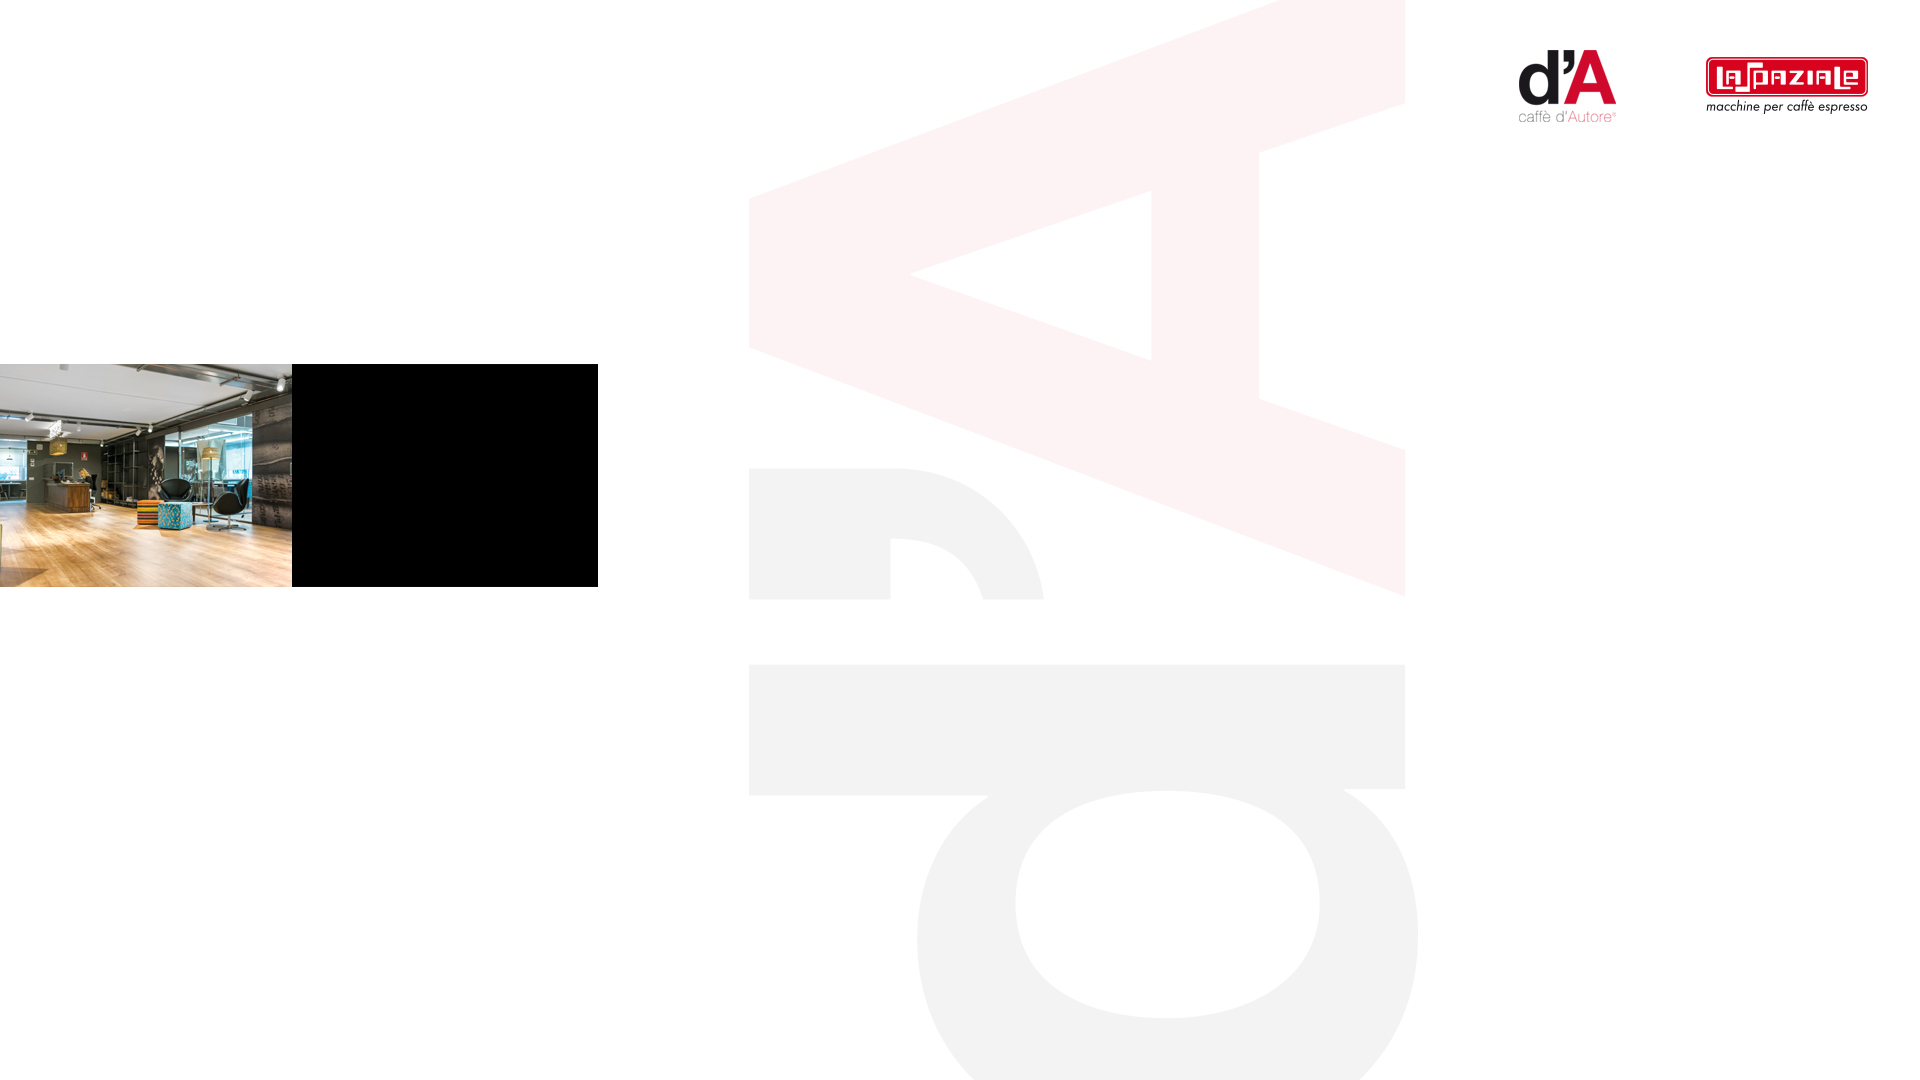 d'A
caffè d'Autore®
LaSpaziale
macchine per caffè espresso
d'A